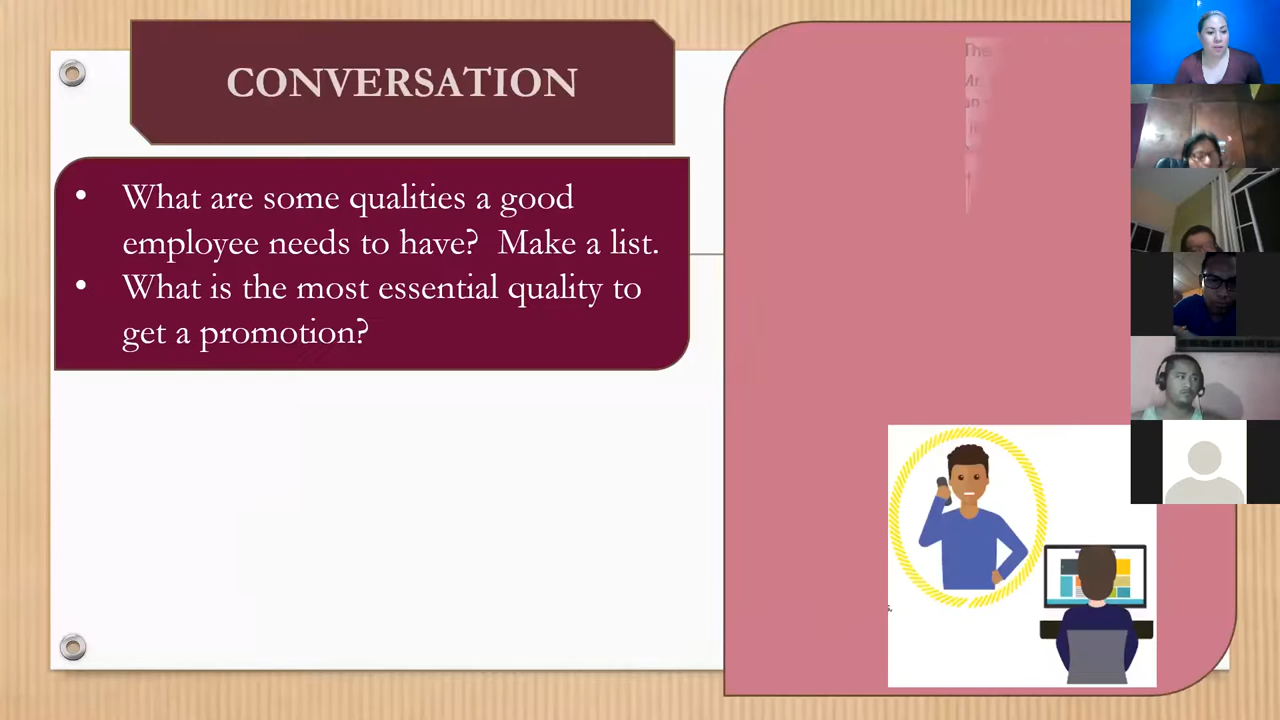 CONVERSATION
• What are some qualities a good
employee needs to have? Make a list.
• What is the most essential quality to
get a promotion?
The